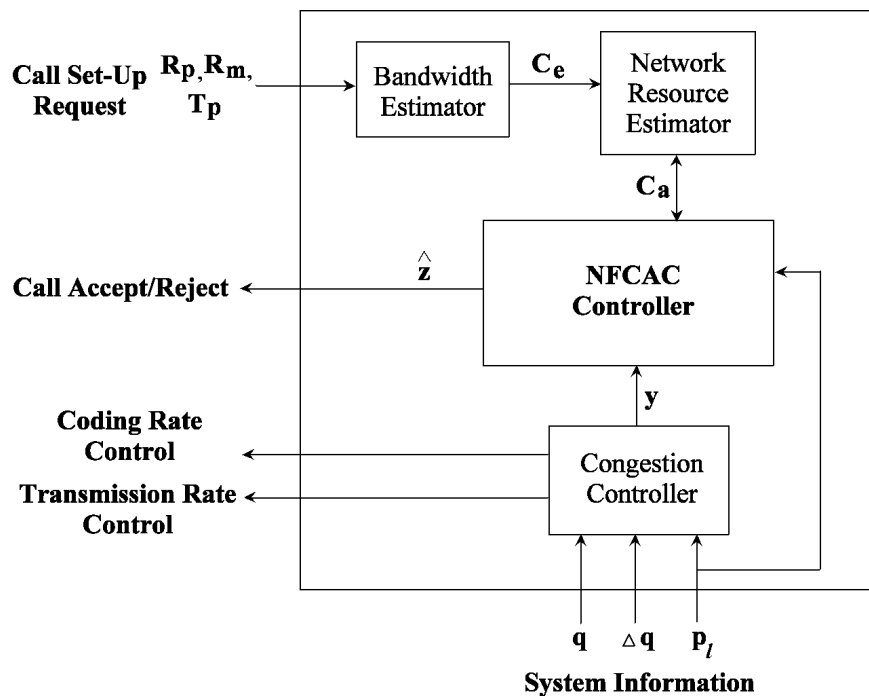 Call Set-Up
Request
Rp,Rm,
Tp
Bandwidth
Estimator
Ce
Network
Resource
Estimator
Ca
NFCAC
Controller
^
z
Call Accept/Reject
y
Coding Rate
Control
Transmission Rate
Control
Congestion
Controller
q
△q
pl
System Information